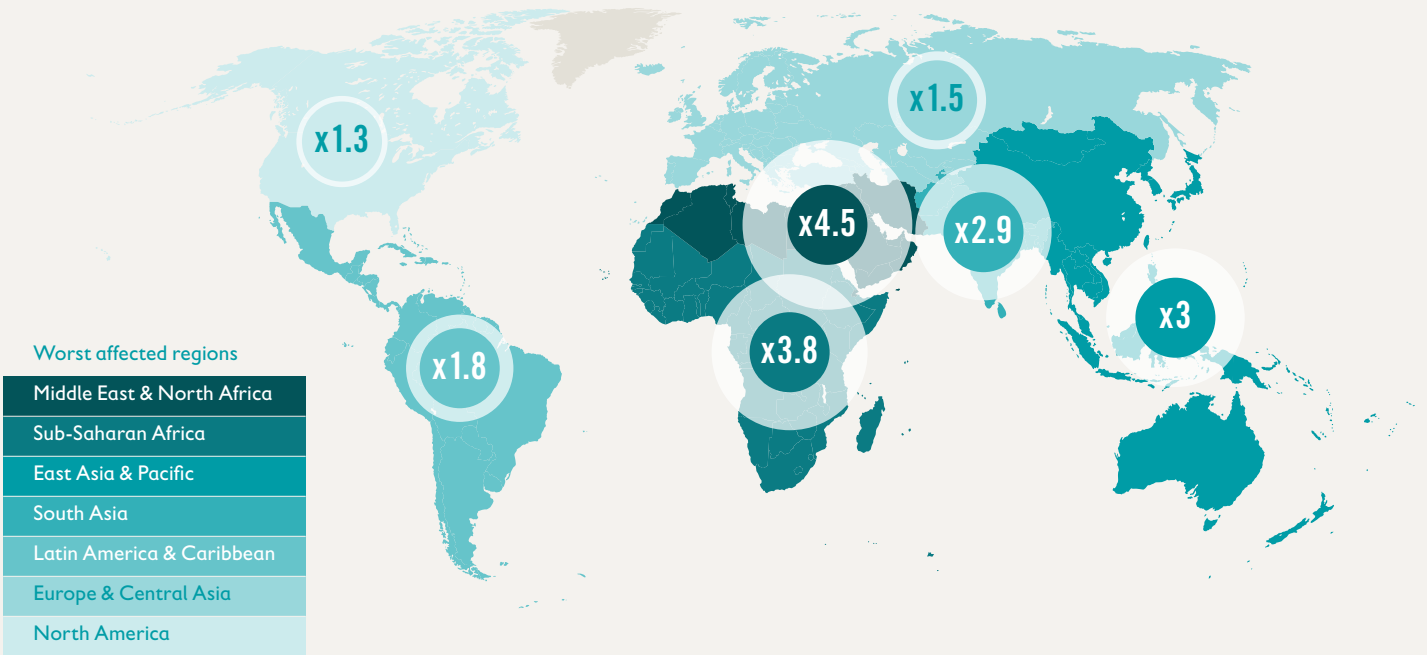 x1.3
x1.5
x4.5
x2.9
x3
x3.8
x1.8
Worst affected regions
Middle East & North Africa
Sub-Saharan Africa
East Asia & Pacific
South Asia
Latin America & Caribbean
Europe & Central Asia
North America